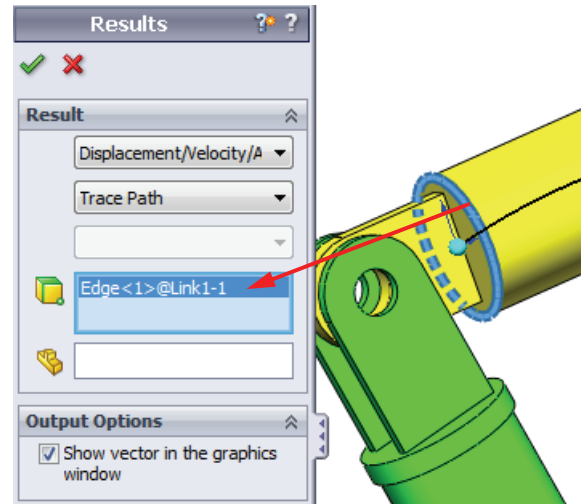 Results
? ?
Result
Displacement/Velocity/A
Trace Path
Edge<1>@Link1-1
Output Options
Show vector in the graphics
window